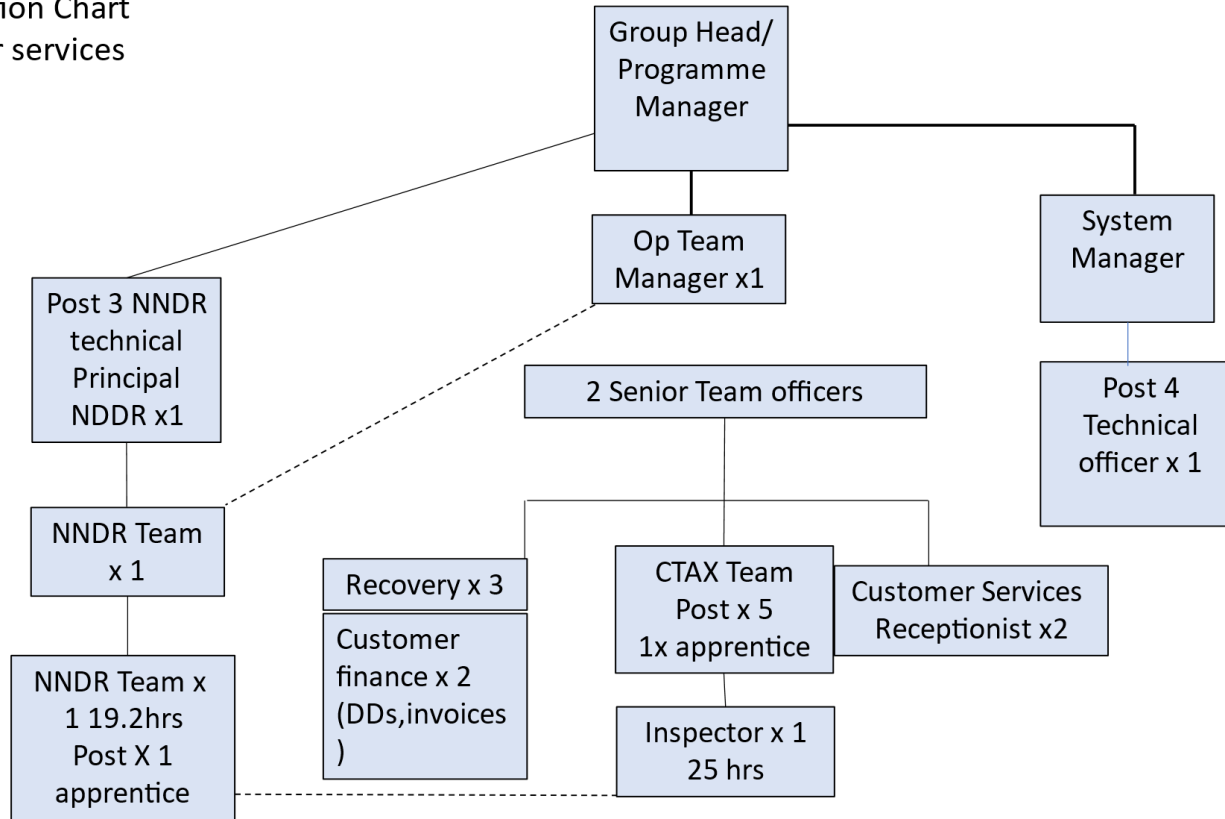 ion Chart
r services
Group Head/
Programme
Manager
Op Team
Manager x1
System
Manager
Post 3 NNDR
technical
Principal
NDDR x1
2 Senior Team officers
Post 4
Technical
officer x 1
NNDR Team
x 1
Recovery x 3
CTAX Team
Post x 5
1x apprentice
Customer Services
Receptionist x2
Customer
finance x 2
(DDs,invoices
)
NNDR Team x
1 19.2hrs
Post X 1
apprentice
Inspector x 1
25 hrs